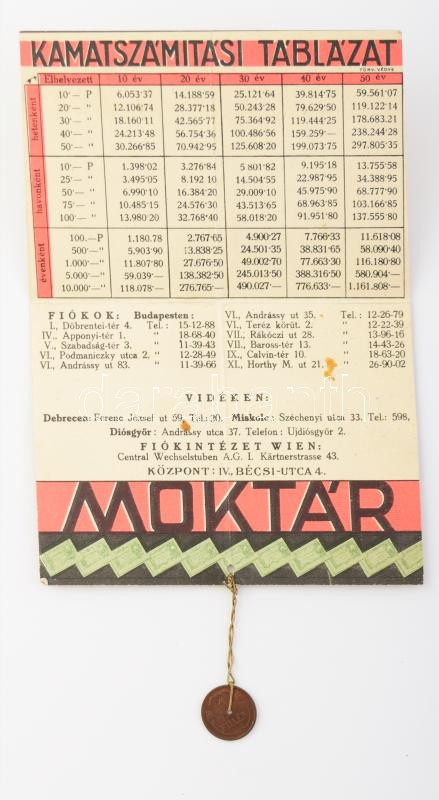 KAMATSZÁMITÁSI TÁBLÁZAT
TÖRV. VÉDVE
Elhelyezett 10 év 20 év 30 év 40 év 50 év
hetenként
10·— P 6.053·37 14.188·59 25.121·64 39.814·75 59.561·07
20·— " 12.106·74 28.377·18 50.243·28 79.629·50 119.122·14
30·— " 18.160·11 42.565·77 75.364·92 119.444·25 178.683.21
40·— " 24.213·48 56.754·36 100.486·56 159.259·— 238.244·28
50·— " 30.266·85 70.942·95 125.608·20 199.073·75 297.805·35
havonként
10·— P 1.398·02 3.276·84 5 801·82 9.195·18 13.755·58
25·— " 3.495·05 8.192 10 14.504·55 22.987·95 34.388·95
50·— " 6.990·10 16.384·20 29.009·10 45.975·90 68.777·90
75·— " 10.485·15 24.576·30 43.513·65 68.963·85 103.166·85
100·— " 13.980·20 32.768·40 58.018·20 91.951·80 137.555·80
évenként
100.—P 1.180.78 2.767·65 4.900·27 7.766·33 11.618·08
500·— " 5.903·90 13.838·25 24.501·35 38.831·65 58.090·40
1.000·— " 11.807·80 27.676·50 49.002·70 77.663·30 116.180·80
5.000·— " 59.039·— 138.382·50 245.013·50 388.316·50 580.904·—
10.000·— " 118.078·— 276.765·— 490.027·— 776.633·— 1.161.808·—
FIÓKOK: Budapesten:
I., Döbrentei-tér 4. Tel.: 15-12-88
IV., Apponyi-tér 1. " 18-68-40
V., Szabadság-tér 3. " 11-39-43
VI., Podmaniczky utca 2. " 12-28-49
VI., Andrássy ut 83. " 11-39-66
VI., Andrássy ut 35. Tel.: 12-26-79
VI., Teréz körüt. 2. " 12-22-39
VII., Rákóczi ut 28. " 13-96-16
VII., Baross-tér 13. " 14-43-26
IX., Calvin-tér 10. " 18-63-20
XI., Horthy M. ut 21. " 26-90-02
VIDÉKEN:
Debrecen: Ferenc József ut 59. Tel.: 30. Miskolc: Széchenyi utca 33. Tel: 598,
Diósgyőr: Andrássy utca 37. Telefon: Ujdiósgyőr 2.
FIÓKINTÉZET WIEN:
Central Wechselstuben A.G. I. Kärtnerstrasse 43.
KÖZPONT: IV., BÉCSI-UTCA 4.
MOKTÁR